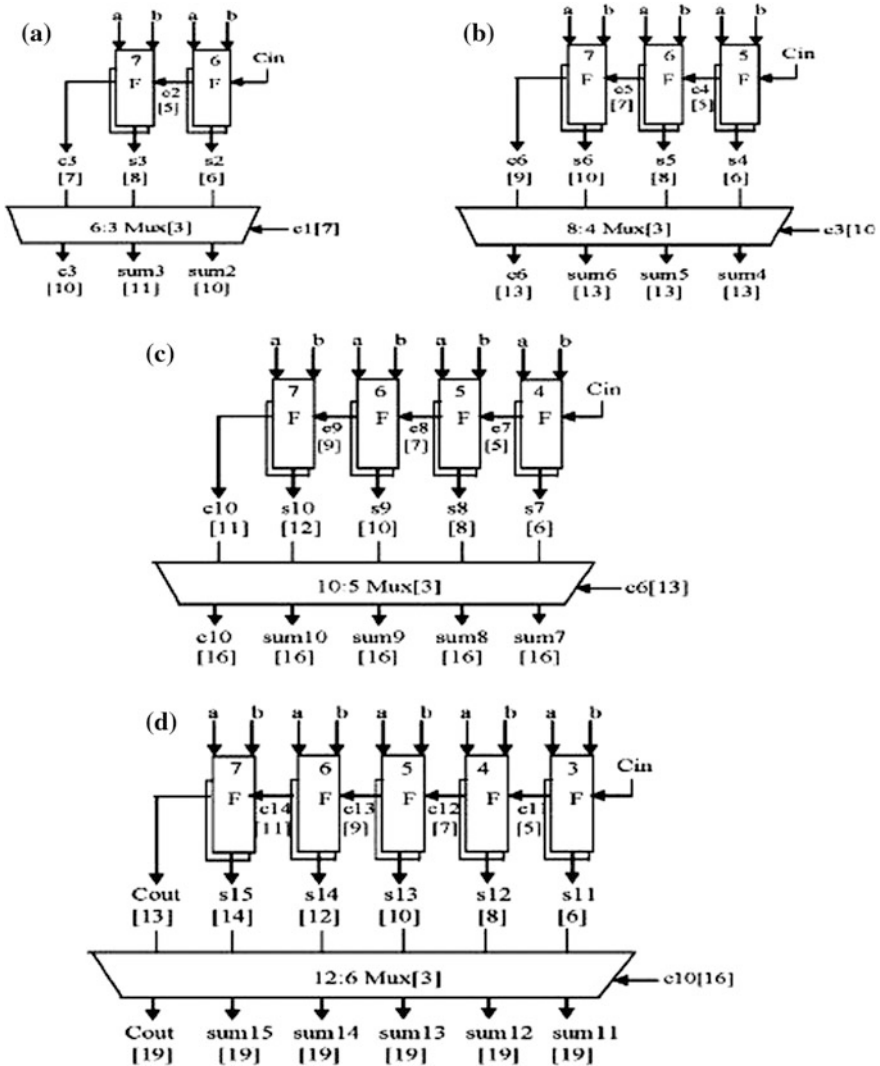 (a)
a b a b
7 6
F F
Cin
c2
[5]
c3 s3 s2
[7] [8] [6]
6:3 Mux[3]
c1[7]
c3 sum3 sum2
[10] [11] [10]
(b)
a b a b a b
7 6 5
F F F
Cin
c5 c4
[7] [5]
c6 s6 s5 s4
[9] [10] [8] [6]
8:4 Mux[3]
c3[10
c6 sum6 sum5 sum4
[13] [13] [13] [13]
(c)
a b a b a b a b
7 6 5 4
F F F F
Cin
c9 c8 c7
[9] [7] [5]
c10 s10 s9 s8 s7
[11] [12] [10] [8] [6]
10:5 Mux[3]
c6[13]
c10 sum10 sum9 sum8 sum7
[16] [16] [16] [16] [16]
(d)
a b a b a b a b a b
7 6 5 4 3
F F F F F
Cin
c14 c13 c12 c11
[11] [9] [7] [5]
Cout s15 s14 s13 s12 s11
[13] [14] [12] [10] [8] [6]
12:6 Mux[3]
c10[16]
Cout sum15 sum14 sum13 sum12 sum11
[19] [19] [19] [19] [19] [19]